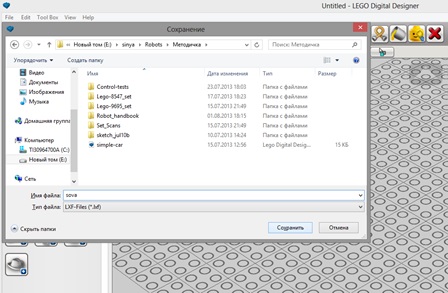 Untitled - LEGO Digital Designer
File Edit Tool Box View Help
Сохранение
Новый том (E:) ▸ sinya ▸ Robots ▸ Методичка
Поиск: Методичка
Упорядочить Создать папку
Имя Дата изменения Тип Размер
Видео
Документы
Изображения
Музыка
Домашняя группа
Компьютер
TI30964700A (C:)
Новый том (E:)
Сеть
Control-tests 23.07.2013 18:03 Папка с файлами
Lego-8547_set 17.07.2013 18:23 Папка с файлами
Lego-9695_set 15.07.2013 20:09 Папка с файлами
Robot_handbook 01.08.2013 18:15 Папка с файлами
Set_Scans 15.07.2013 21:49 Папка с файлами
sketch_jul10b 10.07.2013 14:24 Папка с файлами
simple-car 15.07.2013 12:56 Lego Digital Desig... 15 КБ
Имя файла: sova
Тип файла: LXF-Files (*.lxf)
Скрыть папки
Сохранить Отмена